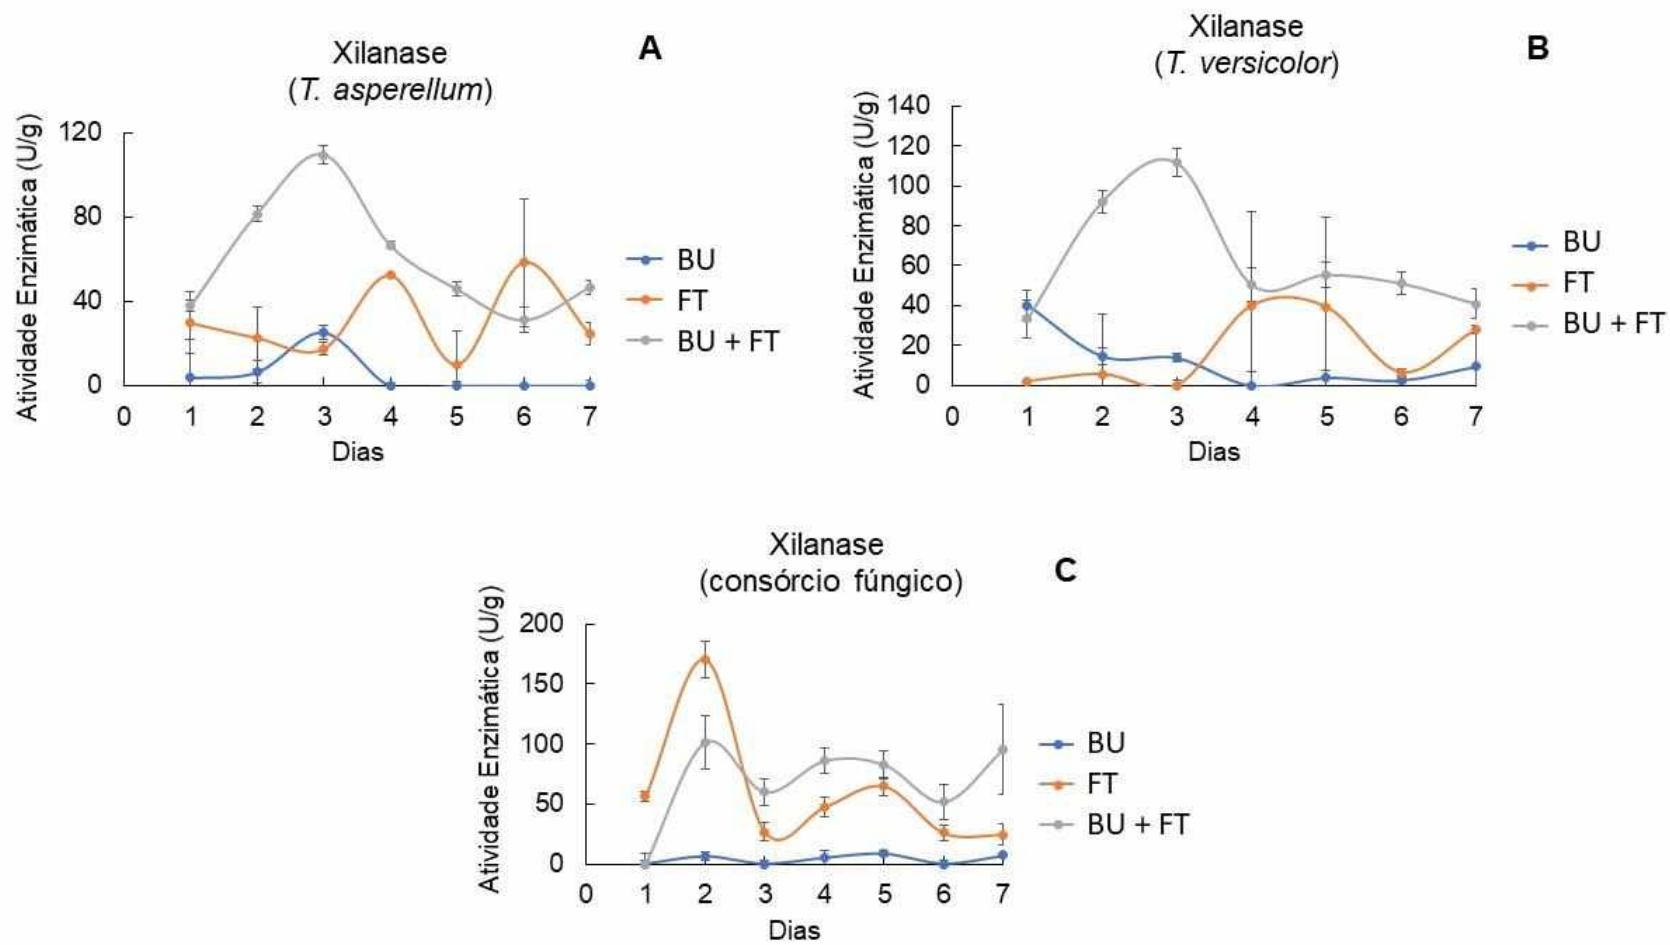 Xilanase
(T. asperellum)
A
Atividade Enzimática (U/g)
120
80
40
0
0 1 2 3 4 5 6 7
Dias
BU
FT
BU + FT
Xilanase
(T. versicolor)
B
Atividade Enzimática (U/g)
140
120
100
80
60
40
20
0
0 1 2 3 4 5 6 7
Dias
BU
FT
BU + FT
Xilanase
(consórcio fúngico)
C
Atividade Enzimática (U/g)
200
150
100
50
0
0 1 2 3 4 5 6 7
Dias
BU
FT
BU + FT